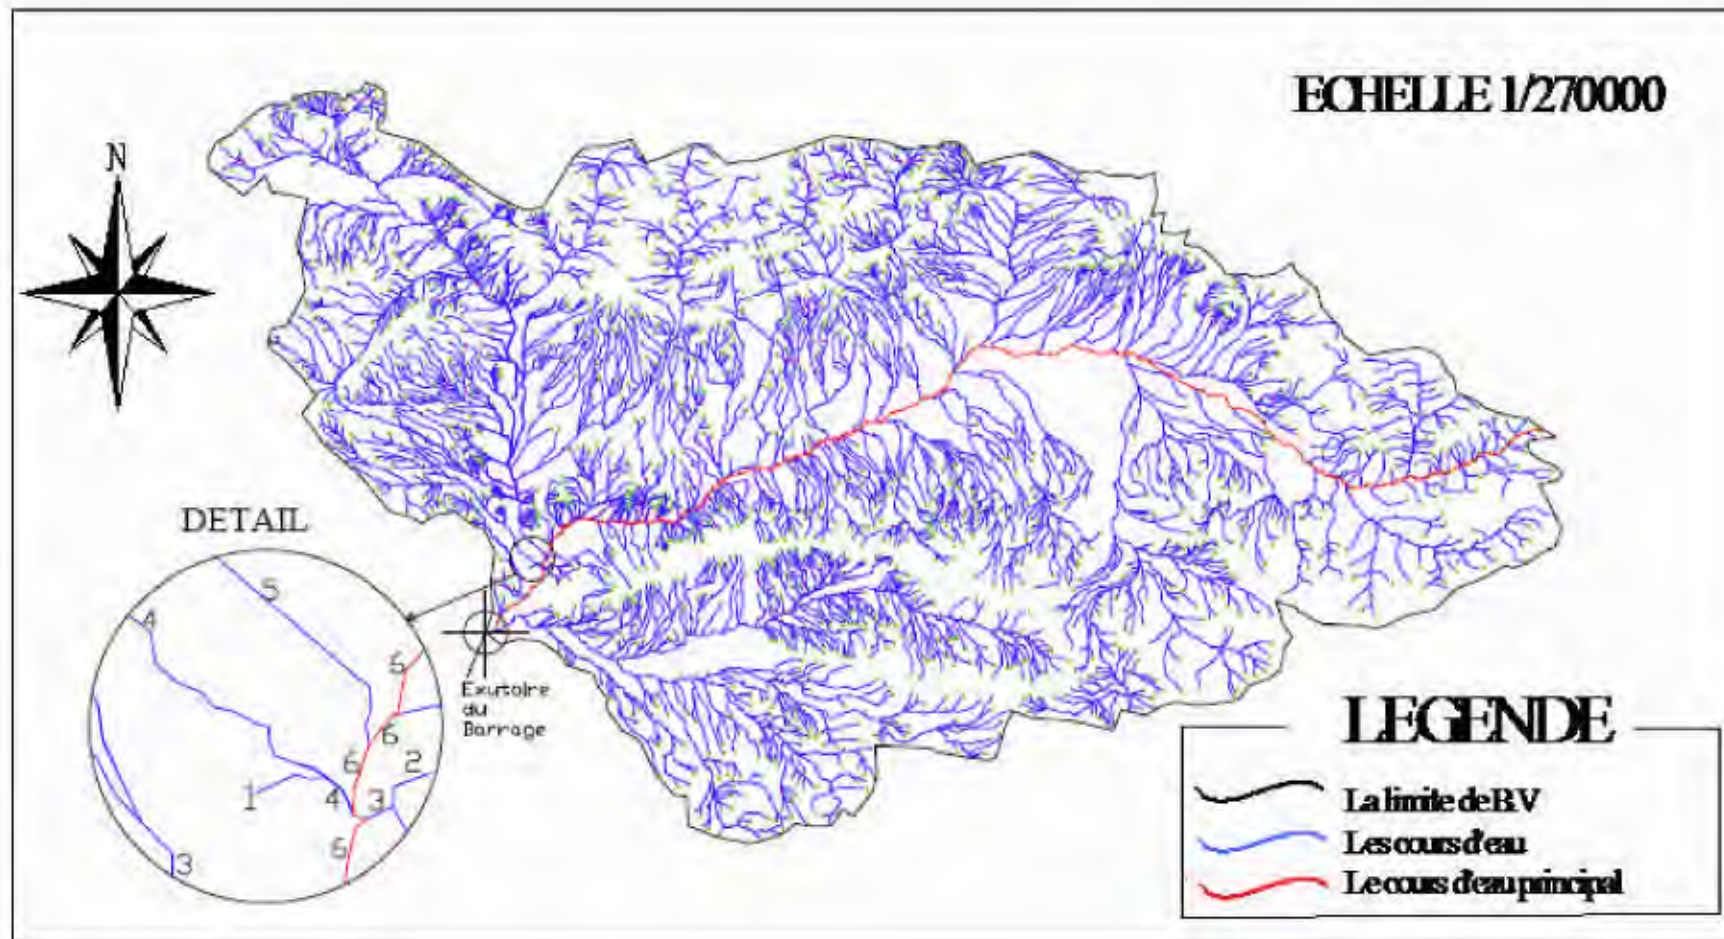 ECHELLE 1/270000
N
DETAIL
5
4
6
6
6
2
1
4
3
6
3
Exutoire
du
Barrage
LEGENDE
La limite de B.V
Les cours d'eau
Le cours d'eau principal